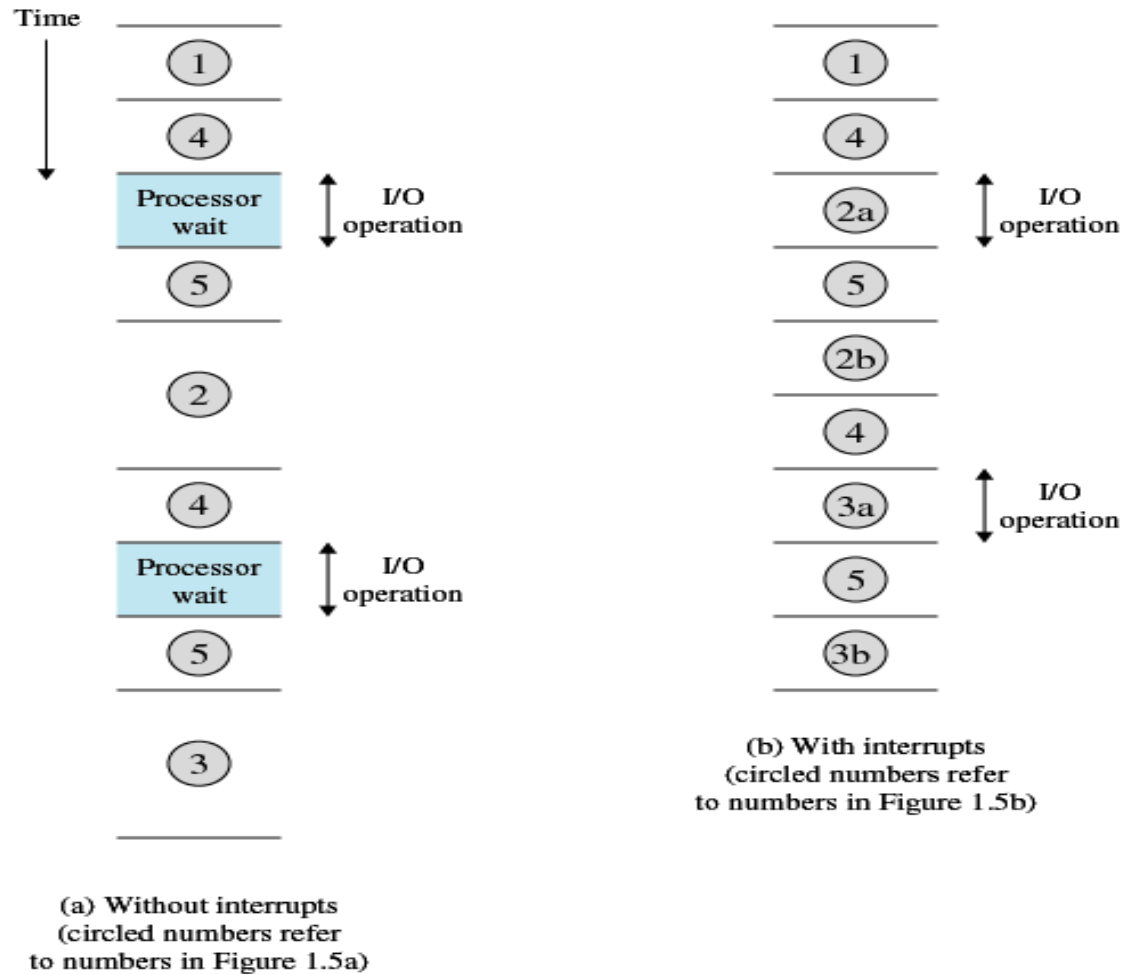 Time
1
4
Processor
wait
I/O
operation
5
2
4
Processor
wait
I/O
operation
5
3
(a) Without interrupts
(circled numbers refer
to numbers in Figure 1.5a)
1
4
2a
I/O
operation
5
2b
4
3a
I/O
operation
5
3b
(b) With interrupts
(circled numbers refer
to numbers in Figure 1.5b)